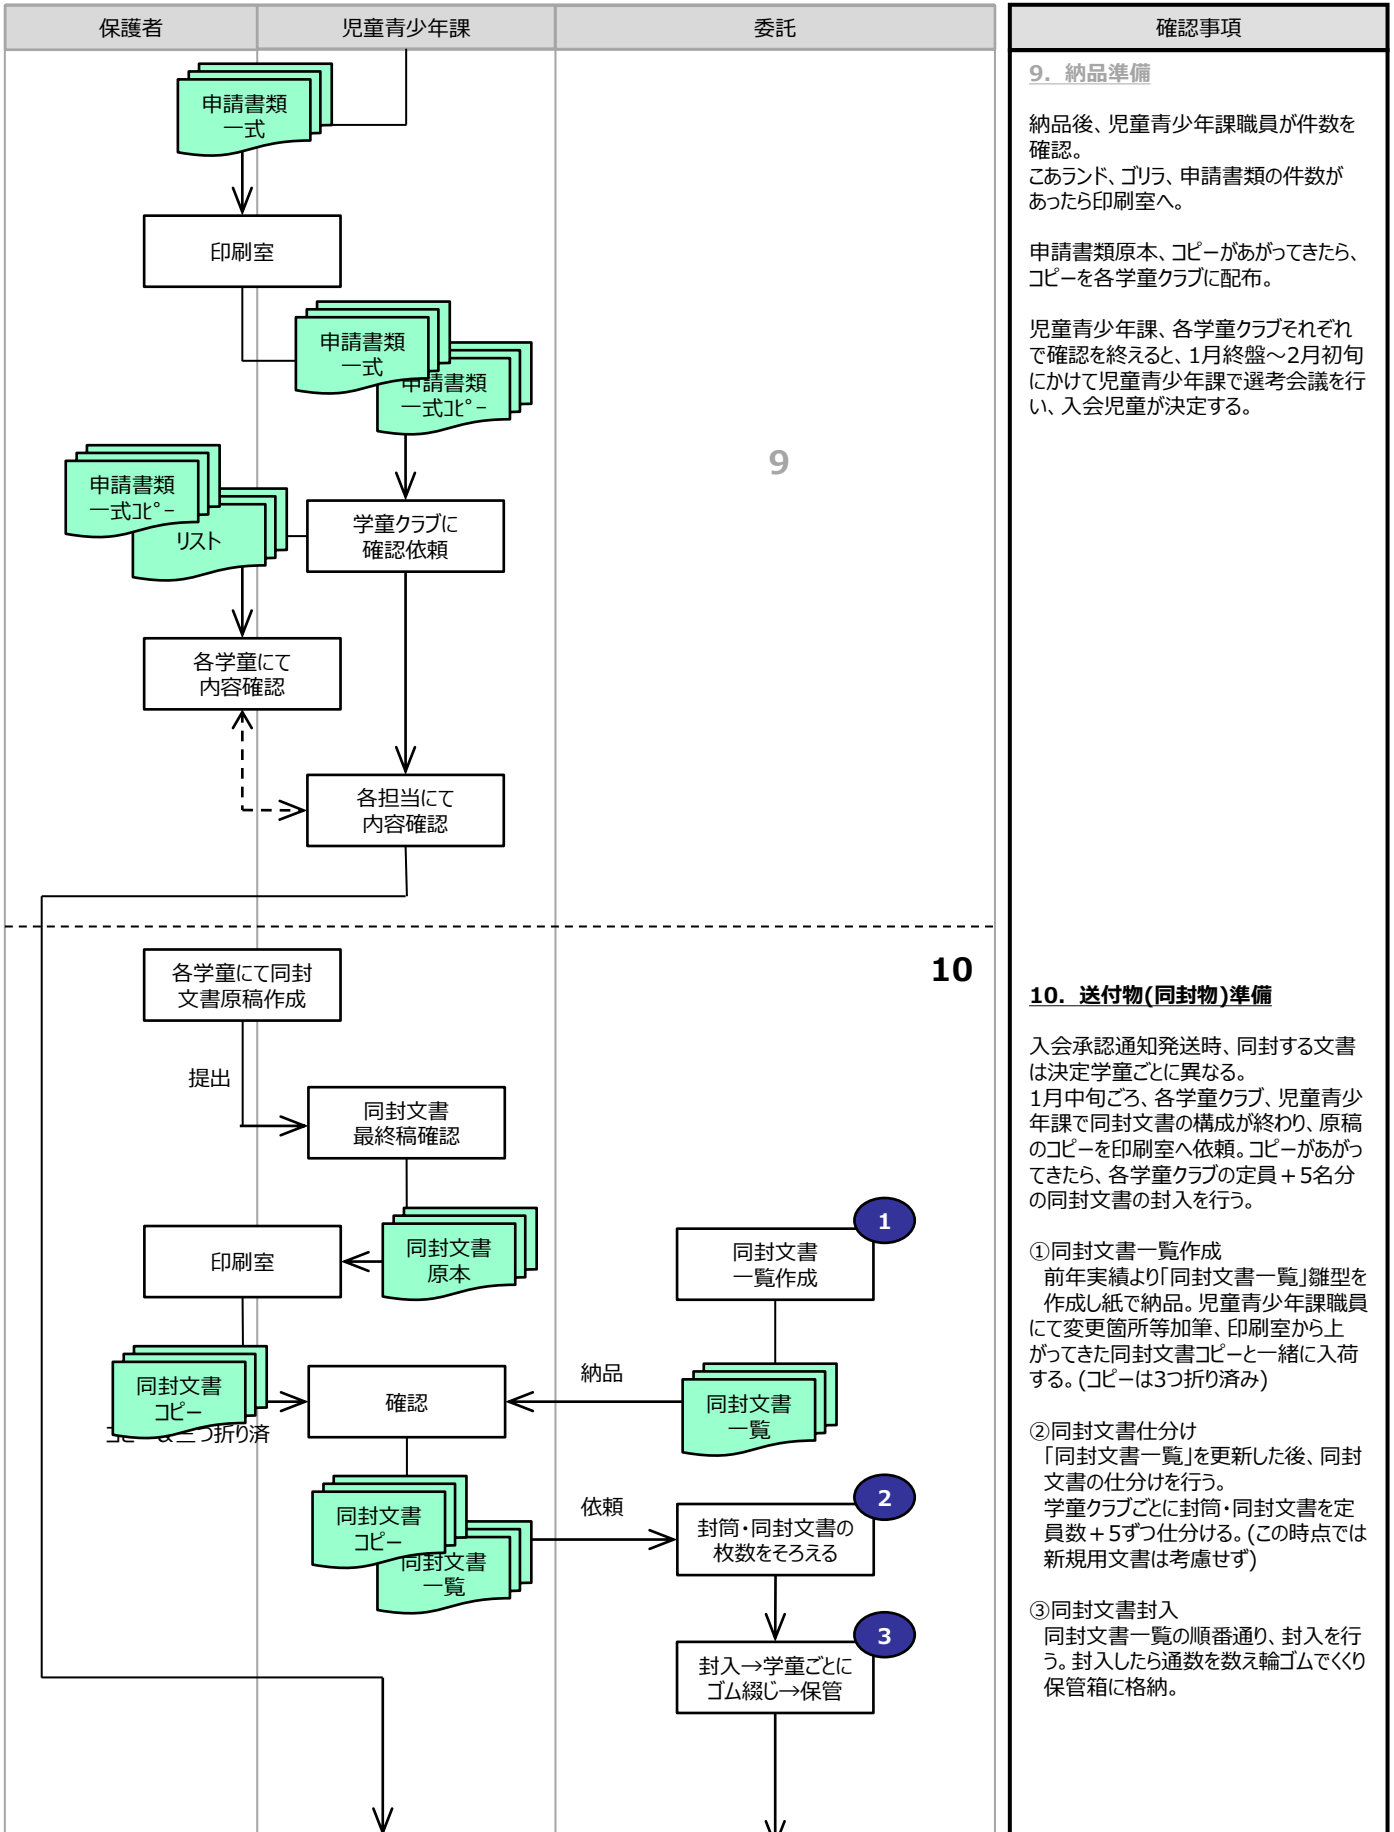 保護者
児童青少年課
委託
確認事項
申請書類
一式
印刷室
申請書類
一式
申請書類
一式コピー
9
申請書類
一式コピー
リスト
学童クラブに
確認依頼
各学童にて
内容確認
各担当にて
内容確認
10
各学童にて同封
文書原稿作成
提出
同封文書
最終稿確認
印刷室
同封文書
原本
1
同封文書
一覧作成
同封文書
コピー
つ折り済
確認
納品
同封文書
一覧
同封文書
コピー
同封文書
一覧
依頼
2
封筒・同封文書の
枚数をそろえる
3
封入→学童ごとに
ゴム綴じ→保管
9. 納品準備
納品後、児童青少年課職員が件数を
確認。
こあランド、ゴリラ、申請書類の件数が
あったら印刷室へ。
申請書類原本、コピーがあがってきたら、
コピーを各学童クラブに配布。
児童青少年課、各学童クラブそれぞれ
で確認を終えると、1月終盤～2月初旬
にかけて児童青少年課で選考会議を行
い、入会児童が決定する。
10. 送付物(同封物)準備
入会承認通知発送時、同封する文書
は決定学童ごとに異なる。
1月中旬ごろ、各学童クラブ、児童青少
年課で同封文書の構成が終わり、原稿
のコピーを印刷室へ依頼。コピーがあがっ
てきたら、各学童クラブの定員＋5名分
の同封文書の封入を行う。
①同封文書一覧作成
前年実績より「同封文書一覧」雛型を
作成し紙で納品。児童青少年課職員
にて変更箇所等加筆、印刷室から上
がってきた同封文書コピーと一緒に入荷
する。(コピーは3つ折り済み)
②同封文書仕分け
「同封文書一覧」を更新した後、同封
文書の仕分けを行う。
学童クラブごとに封筒・同封文書を定
員数＋5ずつ仕分ける。(この時点では
新規用文書は考慮せず)
③同封文書封入
同封文書一覧の順番通り、封入を行
う。封入したら通数を数え輪ゴムでくくり
保管箱に格納。